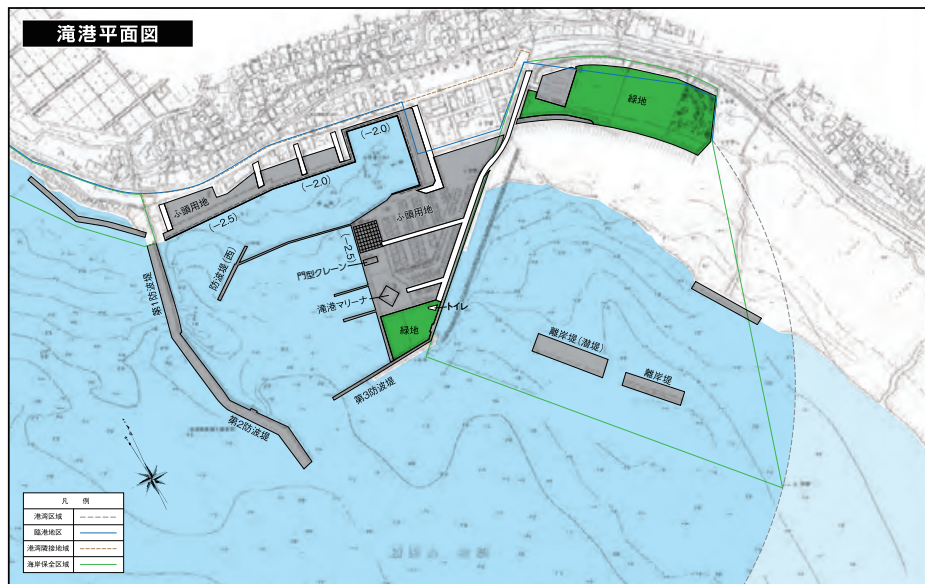 滝港平面図
緑地
(−2.0)
(−2.0)
ふ頭用地
(−2.5)
ふ頭用地
(−2.5)
防波堤(西)
門型クレーン
第1防波堤
滝港マリーナ
トイレ
緑地
離岸堤(潜堤)
離岸堤
第3防波堤
第2防波堤
凡 例
港湾区域
臨港地区
港湾隣接地域
海岸保全区域